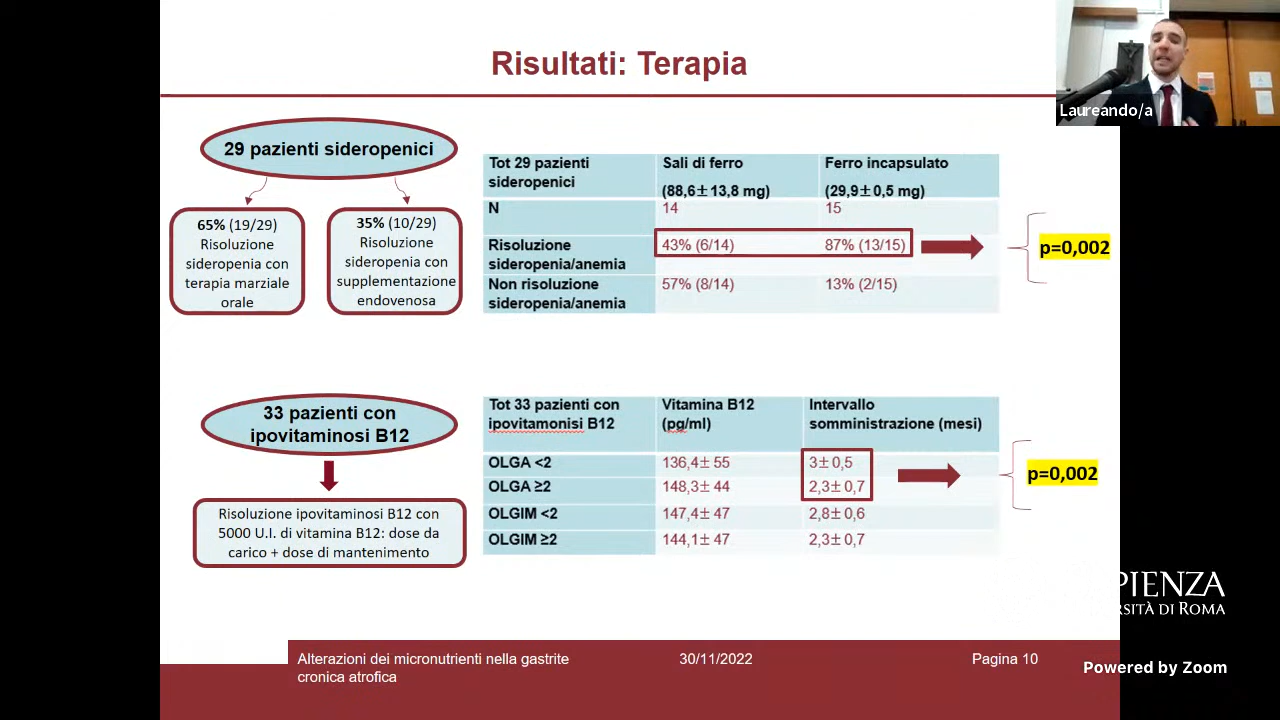 Risultati: Terapia
Laureando/a
29 pazienti sideropenici
65% (19/29)
Risoluzione
sideropenia con
terapia marziale
orale
35% (10/29)
Risoluzione
sideropenia con
supplementazione
endovenosa
Tot 29 pazienti
sideropenici
Sali di ferro
(88,6±13,8 mg)
Ferro incapsulato
(29,9±0,5 mg)
N
14
15
Risoluzione
sideropenia/anemia
43% (6/14)
87% (13/15)
Non risoluzione
sideropenia/anemia
57% (8/14)
13% (2/15)
p=0,002
33 pazienti con
ipovitaminosi B12
Risoluzione ipovitaminosi B12 con
5000 U.I. di vitamina B12: dose da
carico + dose di mantenimento
Tot 33 pazienti con
ipovitamonisi B12
Vitamina B12
(pg/ml)
Intervallo
somministrazione (mesi)
OLGA <2
136,4± 55
3± 0,5
OLGA ≥2
148,3± 44
2,3± 0,7
OLGIM <2
147,4± 47
2,8± 0,6
OLGIM ≥2
144,1± 47
2,3± 0,7
p=0,002
PIENZA
RSITÀ DI ROMA
Alterazioni dei micronutrienti nella gastrite
cronica atrofica
30/11/2022
Pagina 10
Powered by Zoom